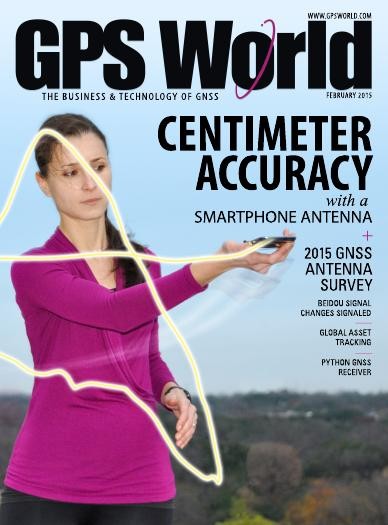 WWW.GPSWORLD.COM
GPS World
THE BUSINESS & TECHNOLOGY OF GNSS
FEBRUARY 2015
CENTIMETER
ACCURACY
with a
SMARTPHONE ANTENNA
+
2015 GNSS
ANTENNA
SURVEY
BEIDOU SIGNAL
CHANGES SIGNALED
GLOBAL ASSET
TRACKING
PYTHON GNSS
RECEIVER